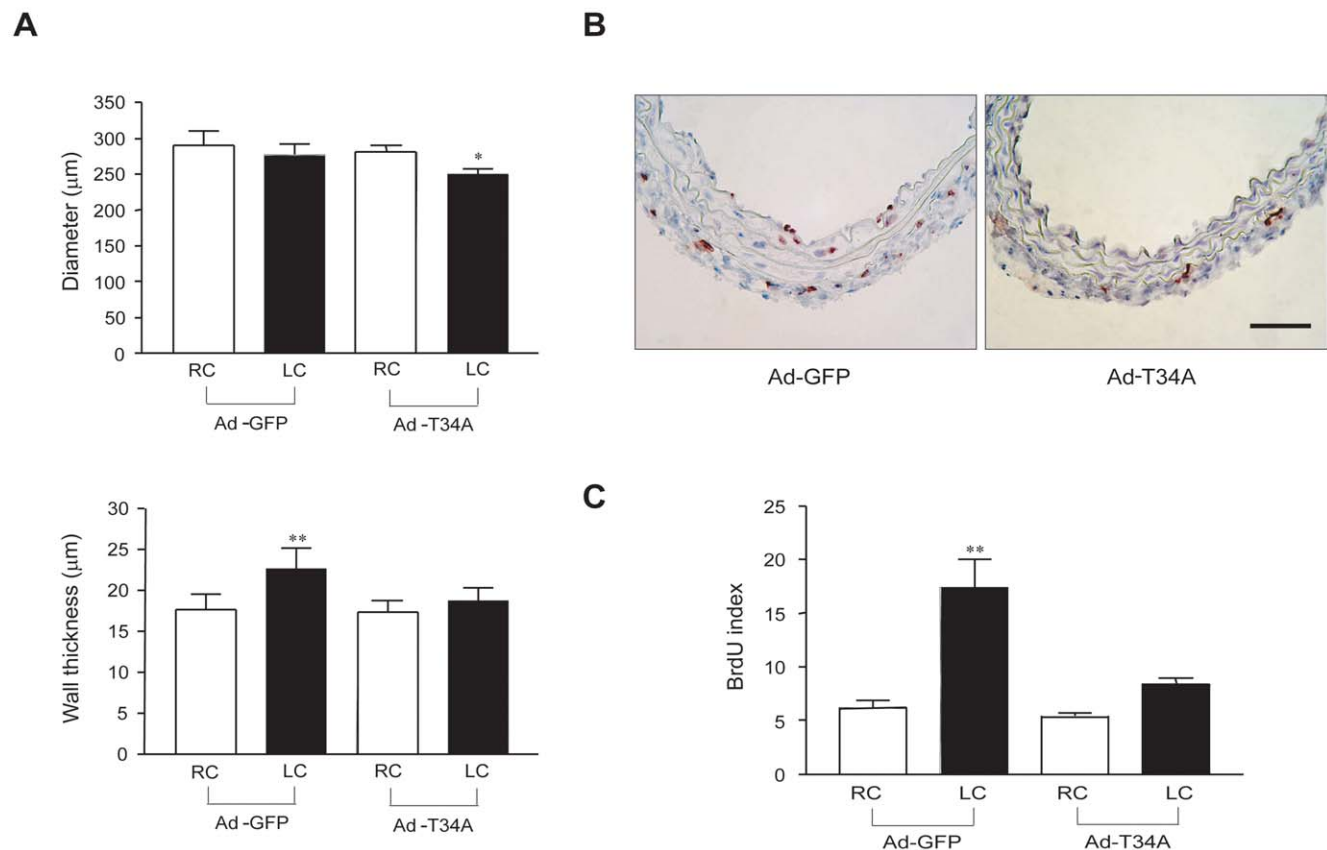 A
350
300
250
200
150
100
50
0
Diameter (μm)
*
RC LC RC LC
Ad -GFP Ad -T34A
30
25
20
15
10
5
0
Wall thickness (μm)
**
RC LC RC LC
Ad -GFP Ad -T34A
B
Ad-GFP Ad-T34A
C
25
20
15
10
5
0
BrdU index
**
RC LC RC LC
Ad-GFP Ad-T34A